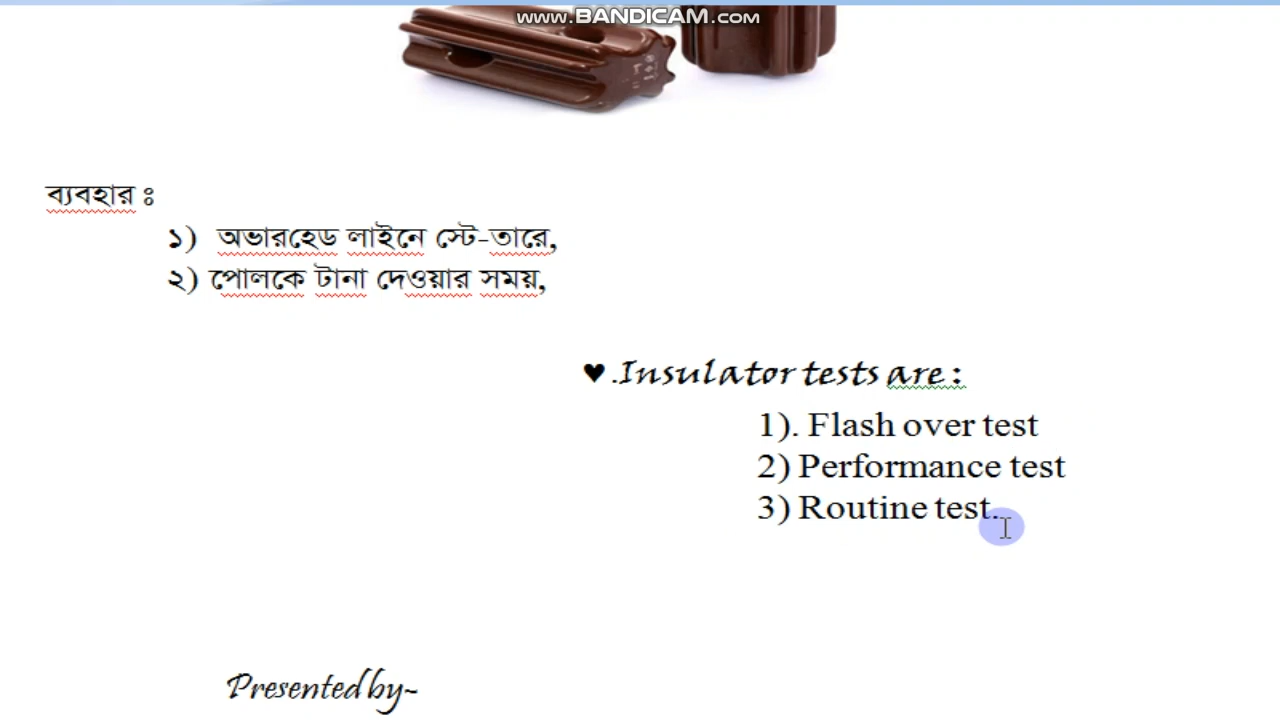 www.BANDICAM.com
ব্যবহার ঃ
১) অভারহেড লাইনে স্টে-তারে,
২) পোলকে টানা দেওয়ার সময়,
♥ .Insulator tests are :
1). Flash over test
2) Performance test
3) Routine test.
Presented by-